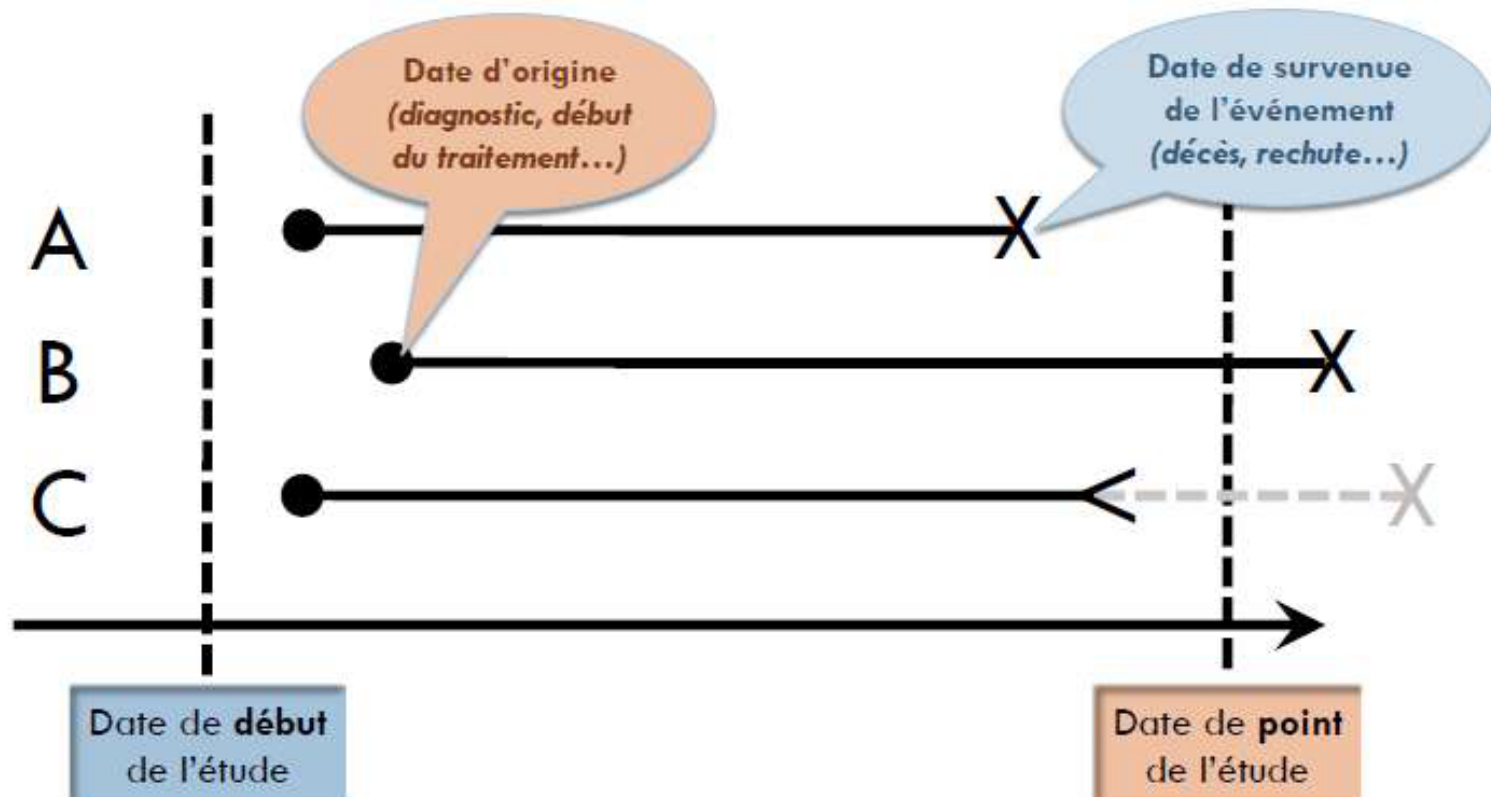 Date d'origine
(diagnostic, début
du traitement...)
Date de survenue
de l'événement
(décès, rechute...)
A
X
B
X
C
X
Date de début
de l'étude
Date de point
de l'étude